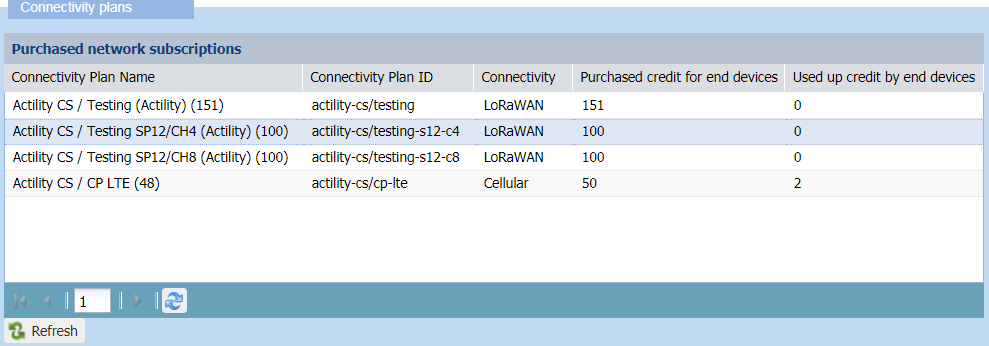 Connectivity plans
Purchased network subscriptions
Connectivity Plan Name Connectivity Plan ID Connectivity Purchased credit for end devices Used up credit by end devices
Actility CS / Testing (Actility) (151) actility-cs/testing LoRaWAN 151 0
Actility CS / Testing SP12/CH4 (Actility) (100) actility-cs/testing-s12-c4 LoRaWAN 100 0
Actility CS / Testing SP12/CH8 (Actility) (100) actility-cs/testing-s12-c8 LoRaWAN 100 0
Actility CS / CP LTE (48) actility-cs/cp-lte Cellular 50 2
1
Refresh